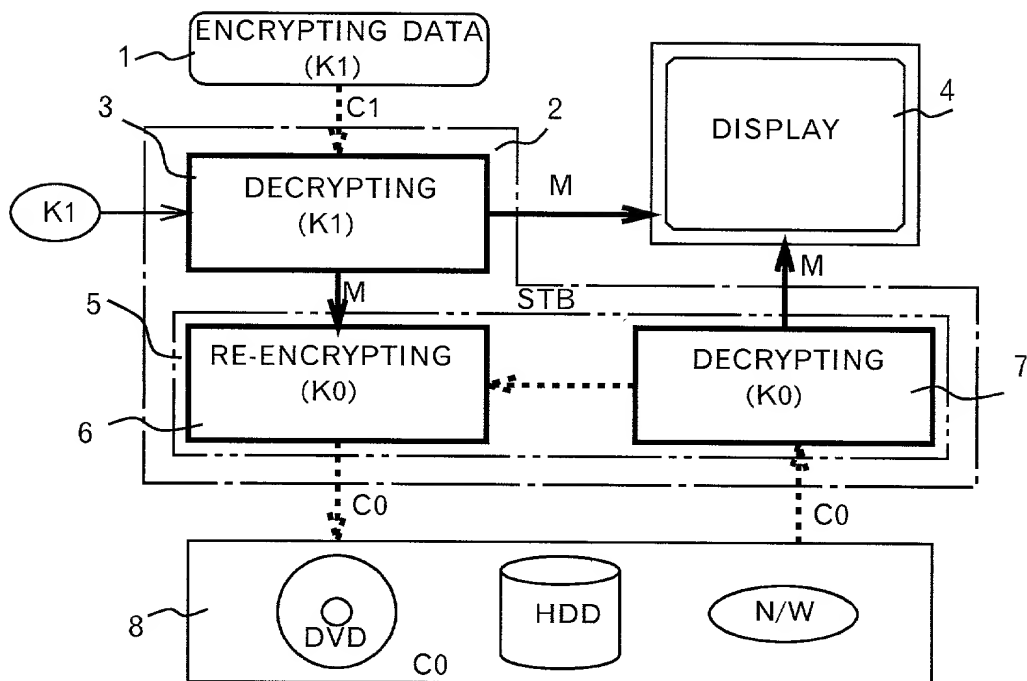 ENCRYPTING DATA
(K1)
1
C1
3
2
4
DISPLAY
DECRYPTING
(K1)
K1
M
M
M
STB
5
RE-ENCRYPTING
(K0)
6
DECRYPTING
(K0)
7
C0
C0
8
DVD
C0
HDD
N/W